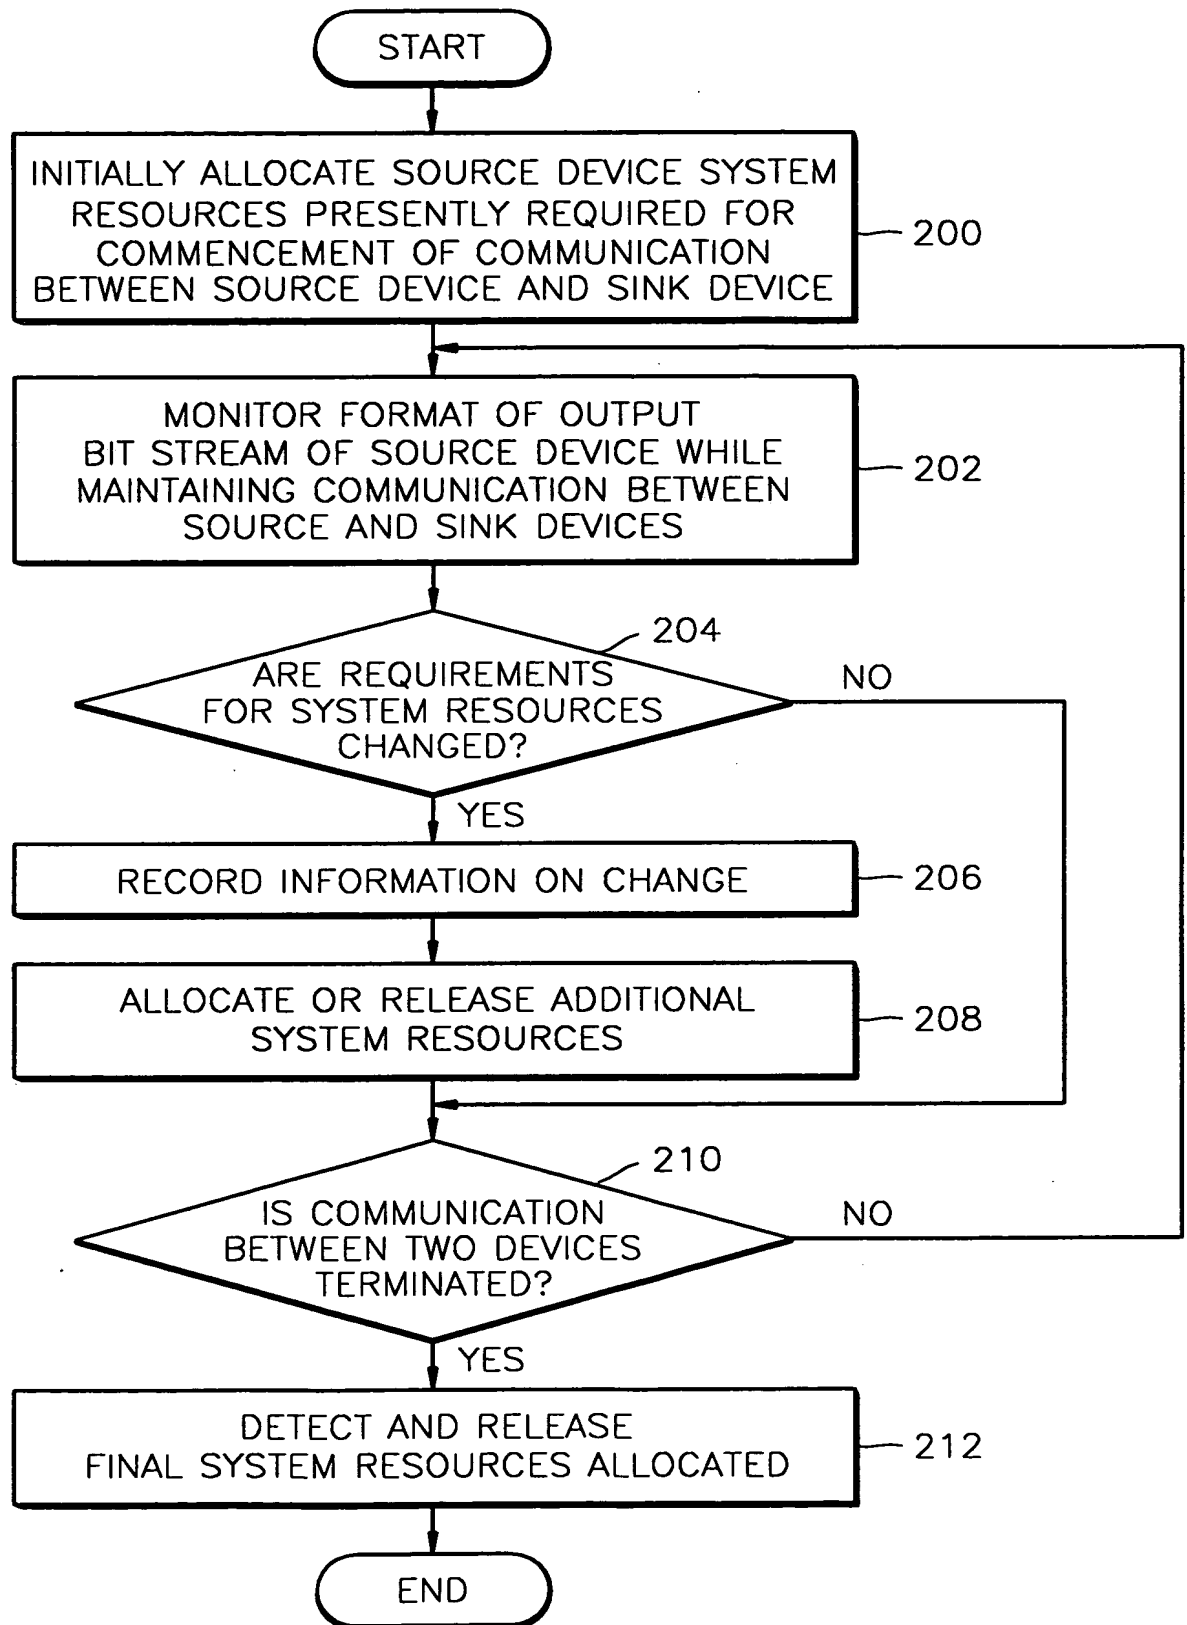 START
INITIALLY ALLOCATE SOURCE DEVICE SYSTEM
RESOURCES PRESENTLY REQUIRED FOR
COMMENCEMENT OF COMMUNICATION
BETWEEN SOURCE DEVICE AND SINK DEVICE
200
MONITOR FORMAT OF OUTPUT
BIT STREAM OF SOURCE DEVICE WHILE
MAINTAINING COMMUNICATION BETWEEN
SOURCE AND SINK DEVICES
202
204
ARE REQUIREMENTS
FOR SYSTEM RESOURCES
CHANGED?
NO
YES
RECORD INFORMATION ON CHANGE
206
ALLOCATE OR RELEASE ADDITIONAL
SYSTEM RESOURCES
208
210
IS COMMUNICATION
BETWEEN TWO DEVICES
TERMINATED?
NO
YES
DETECT AND RELEASE
FINAL SYSTEM RESOURCES ALLOCATED
212
END